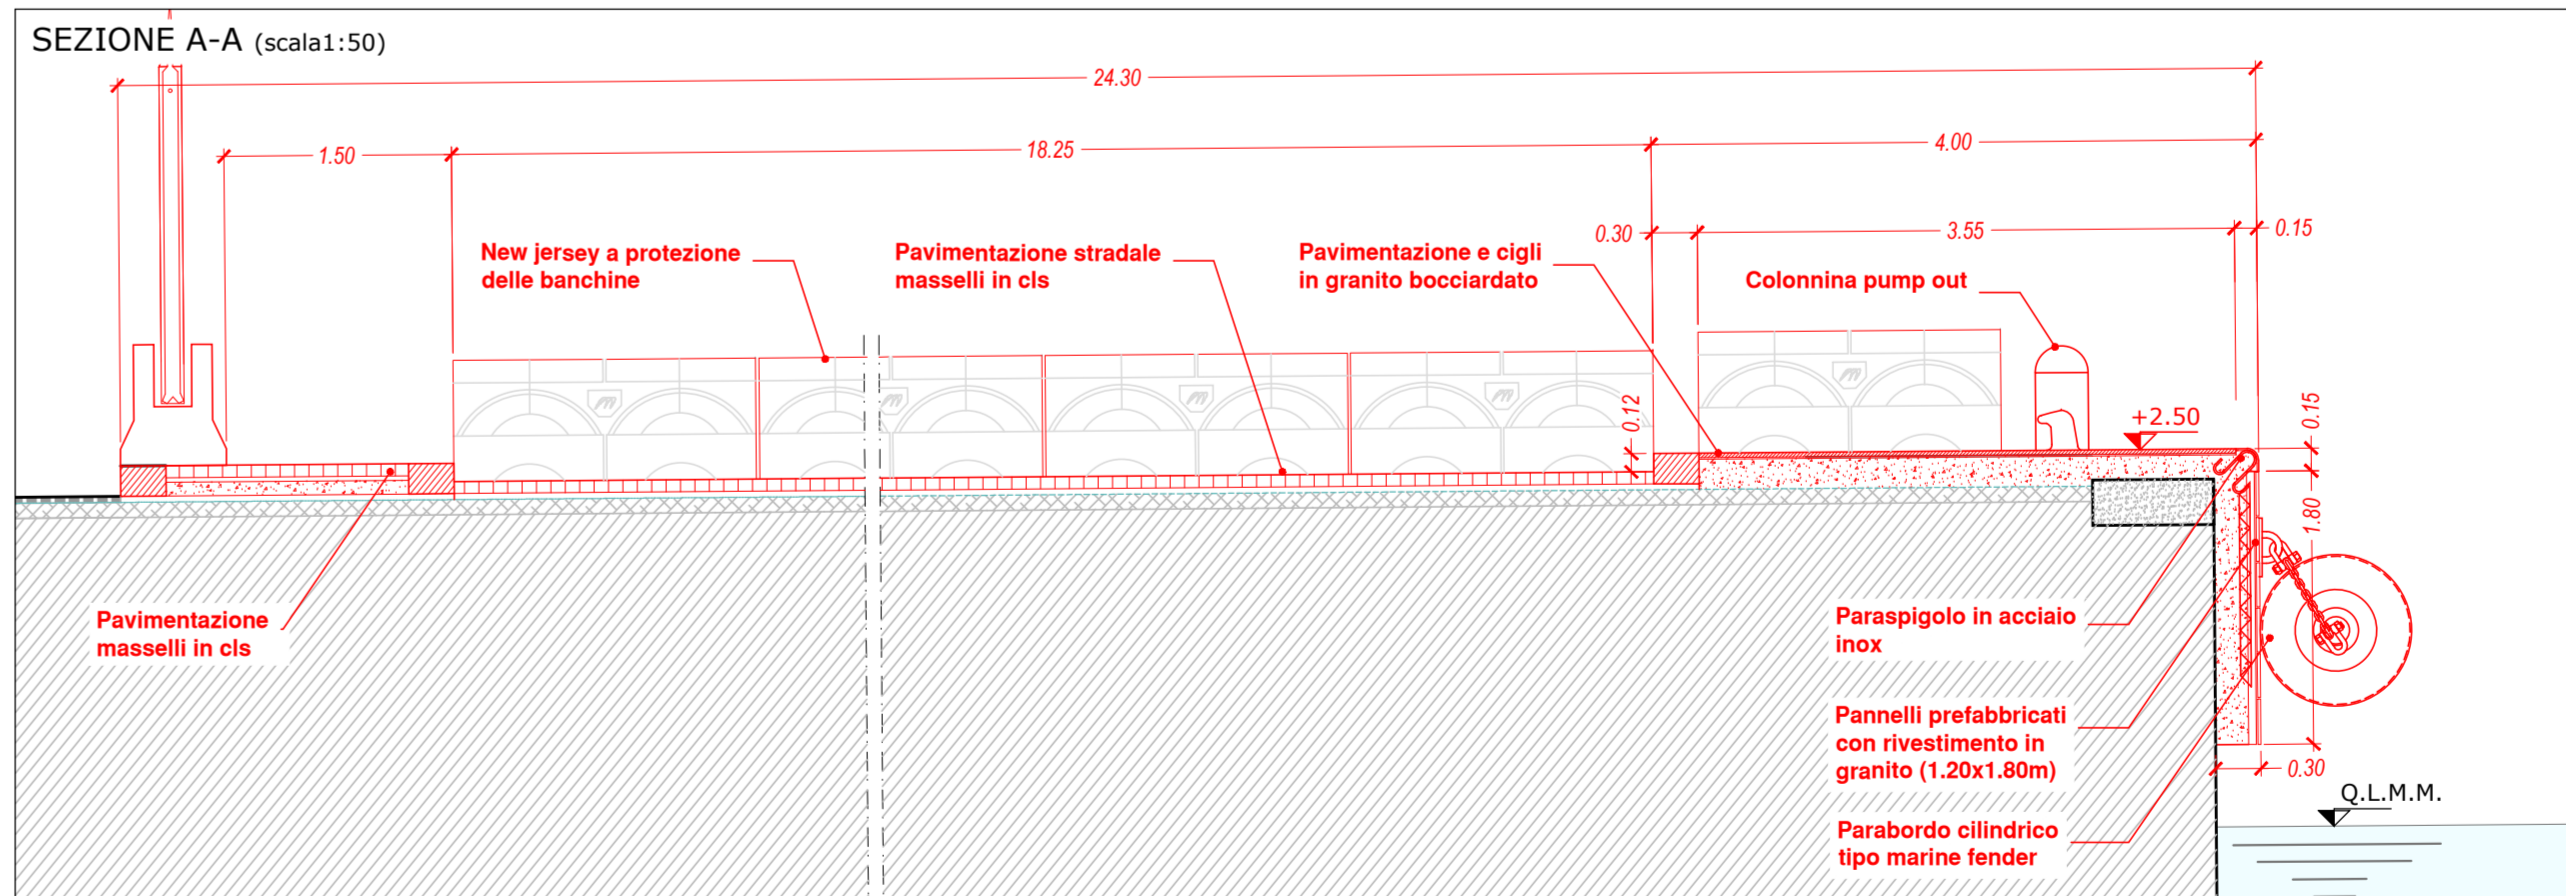 SEZIONE A-A (scala1:50)
24.30
1.50
18.25
4.00
0.30
3.55
0.15
New jersey a protezione
delle banchine
Pavimentazione stradale
masselli in cls
Pavimentazione e cigli
in granito bocciardato
Colonnina pump out
0.12
+2.50
0.15
1.80
Pavimentazione
masselli in cls
Paraspigolo in acciaio
inox
Pannelli prefabbricati
con rivestimento in
granito (1.20x1.80m)
0.30
Q.L.M.M.
Parabordo cilindrico
tipo marine fender